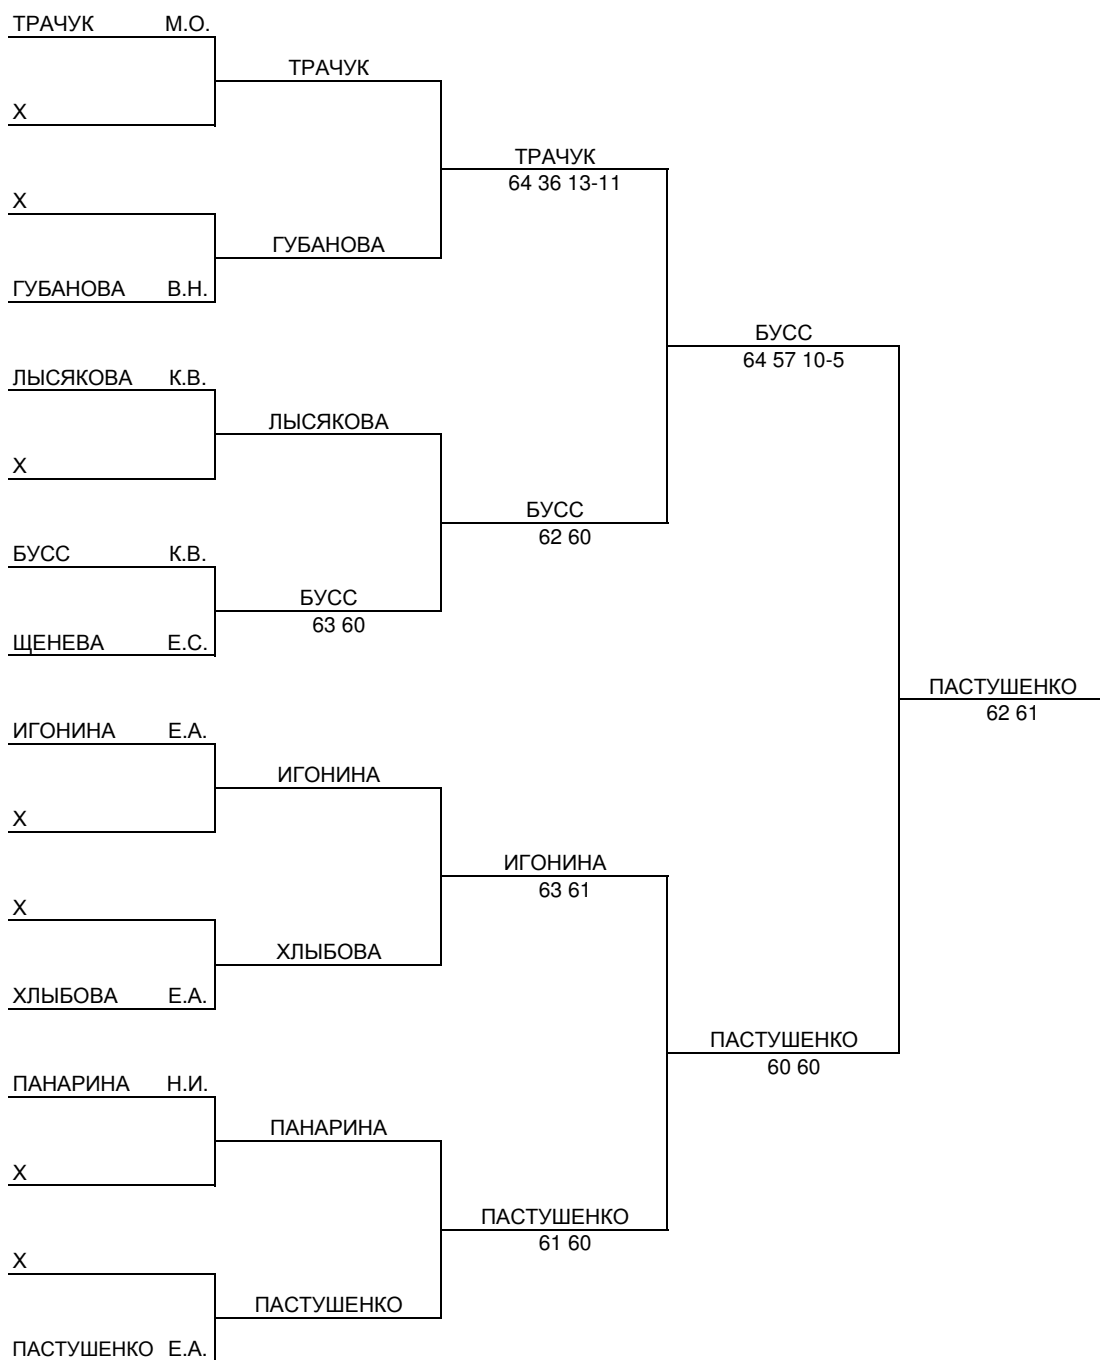 ТРАЧУК М.О.
ТРАЧУК
Х
ТРАЧУК
64 36 13-11
Х
ГУБАНОВА
ГУБАНОВА В.Н.
БУСС
64 57 10-5
ЛЫСЯКОВА К.В.
ЛЫСЯКОВА
Х
БУСС
62 60
БУСС К.В.
БУСС
63 60
ЩЕНЕВА Е.С.
ПАСТУШЕНКО
62 61
ИГОНИНА Е.А.
ИГОНИНА
Х
ИГОНИНА
63 61
Х
ХЛЫБОВА
ХЛЫБОВА Е.А.
ПАСТУШЕНКО
60 60
ПАНАРИНА Н.И.
ПАНАРИНА
Х
ПАСТУШЕНКО
61 60
Х
ПАСТУШЕНКО
ПАСТУШЕНКО Е.А.